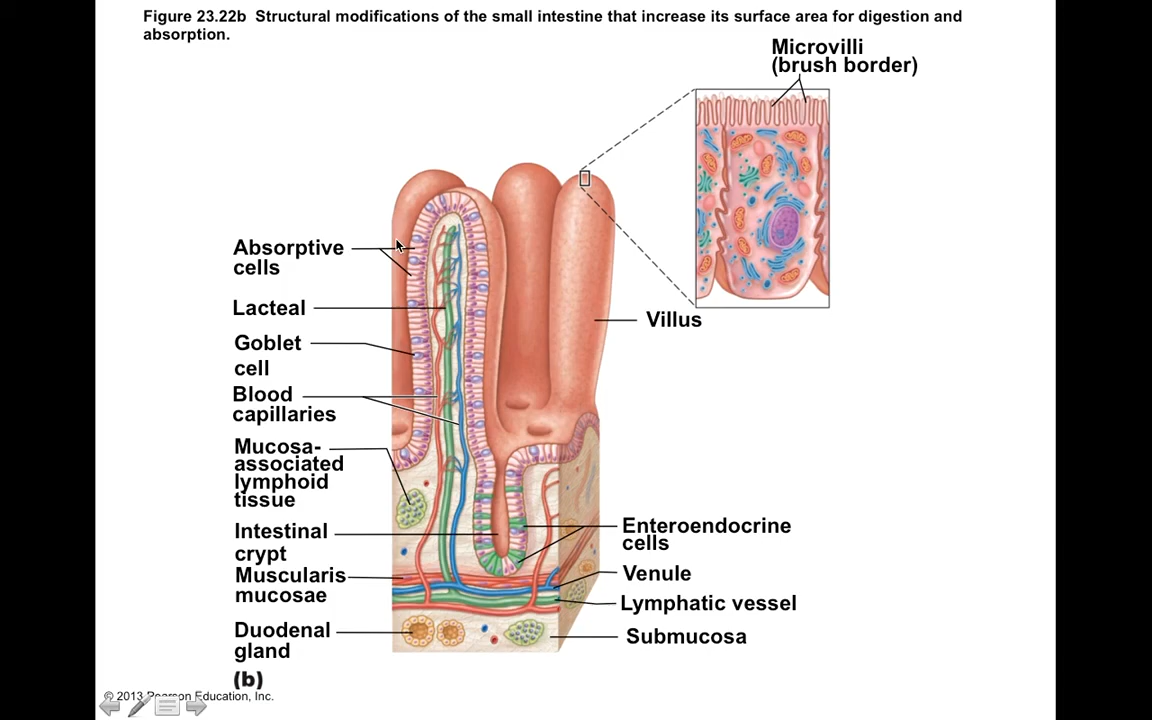 Figure 23.22b  Structural modifications of the small intestine that increase its surface area for digestion and
absorption.
Microvilli
(brush border)
Absorptive
cells
Lacteal
Goblet
cell
Blood
capillaries
Mucosa-
associated
lymphoid
tissue
Intestinal
crypt
Muscularis
mucosae
Duodenal
gland
Villus
Enteroendocrine
cells
Venule
Lymphatic vessel
Submucosa
(b)
© 2013 Pearson Education, Inc.